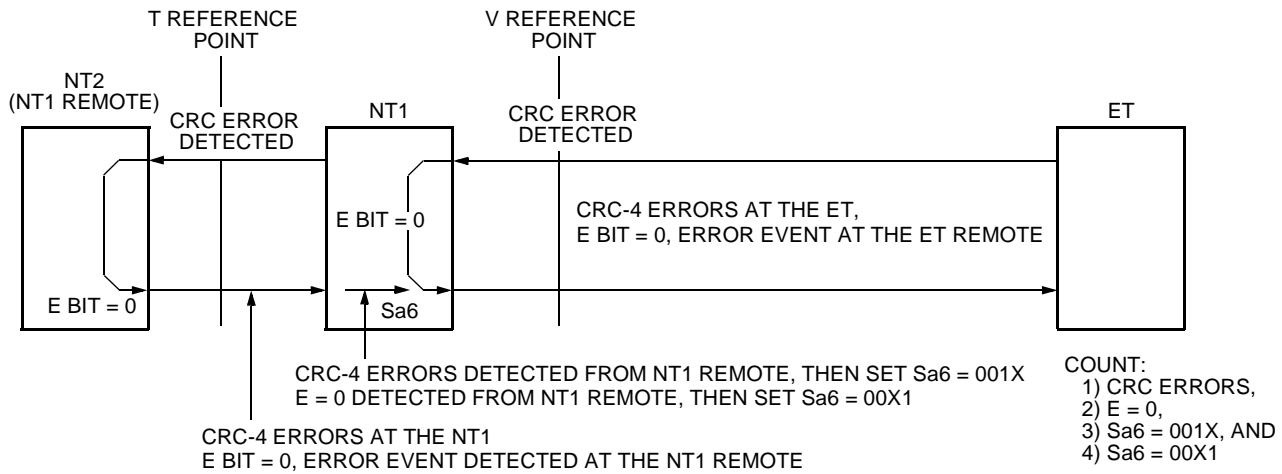 T REFERENCE
POINT
V REFERENCE
POINT
NT2
(NT1 REMOTE)
CRC ERROR
DETECTED
NT1
CRC ERROR
DETECTED
ET
E BIT = 0
E BIT = 0
Sa6
CRC-4 ERRORS AT THE ET,
E BIT = 0, ERROR EVENT AT THE ET REMOTE
CRC-4 ERRORS DETECTED FROM NT1 REMOTE, THEN SET Sa6 = 001X
E = 0 DETECTED FROM NT1 REMOTE, THEN SET Sa6 = 00X1
CRC-4 ERRORS AT THE NT1
E BIT = 0, ERROR EVENT DETECTED AT THE NT1 REMOTE
COUNT:
1) CRC ERRORS,
2) E = 0,
3) Sa6 = 001X, AND
4) Sa6 = 00X1